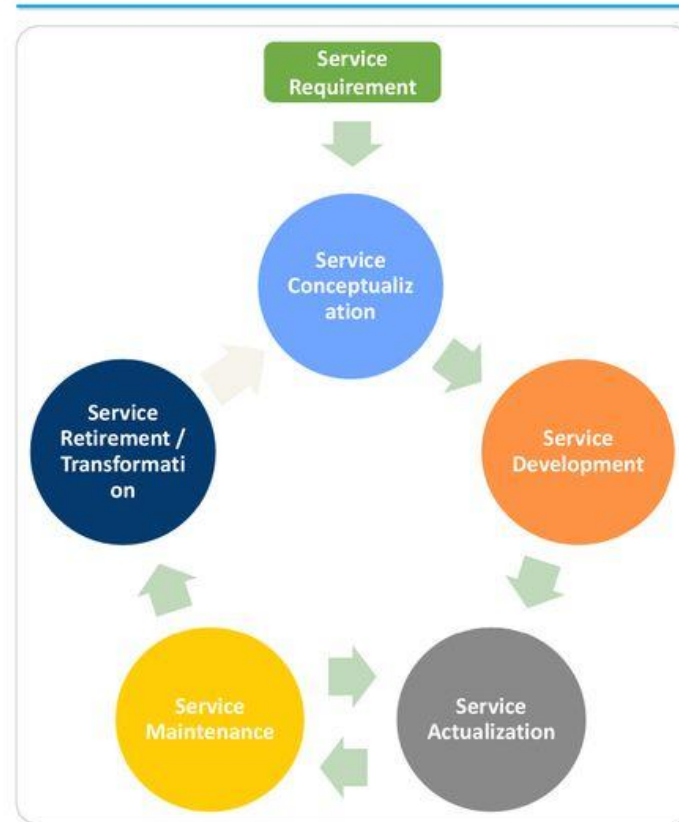 Service
Requirement
Service
Conceptualiz
ation
Service
Retirement /
Transformati
on
Service
Development
Service
Maintenance
Service
Actualization